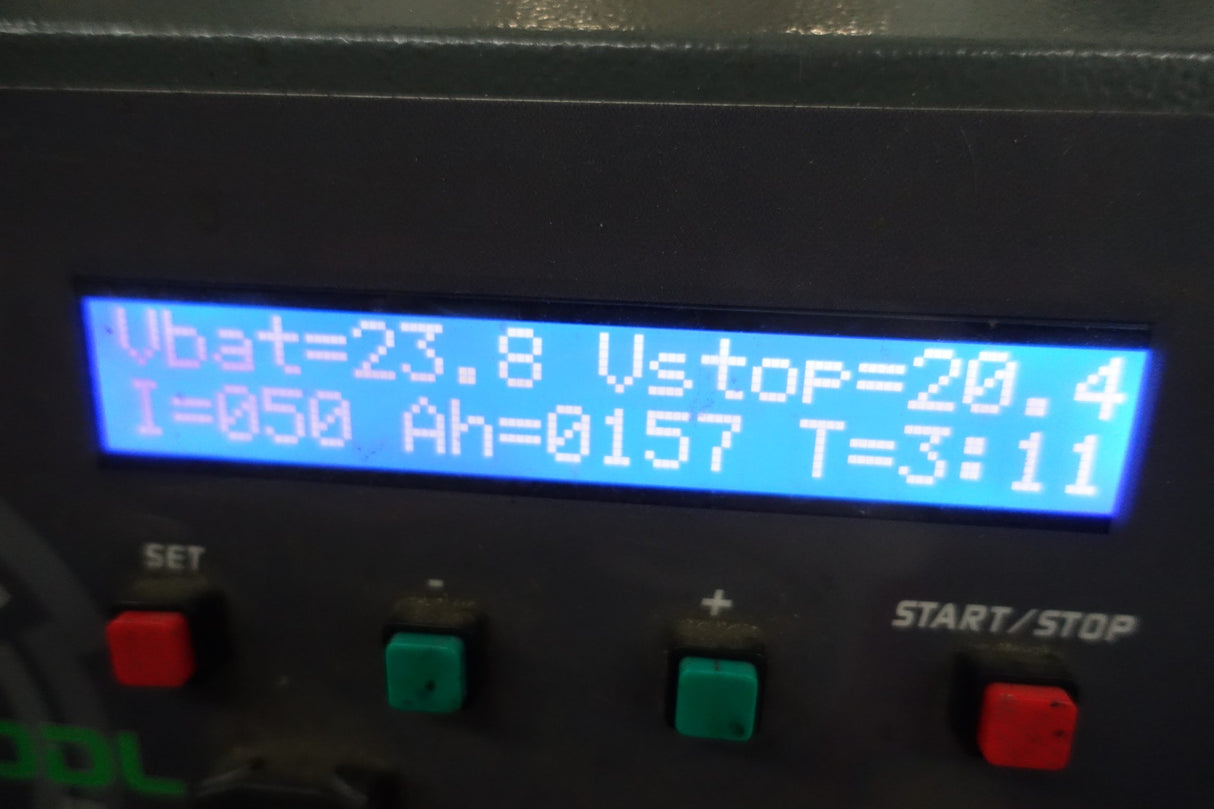 Vbat=23.8 Vstop=20.4
I=050 Ah=0157 T=3:11
SET
-
+
START/STOP